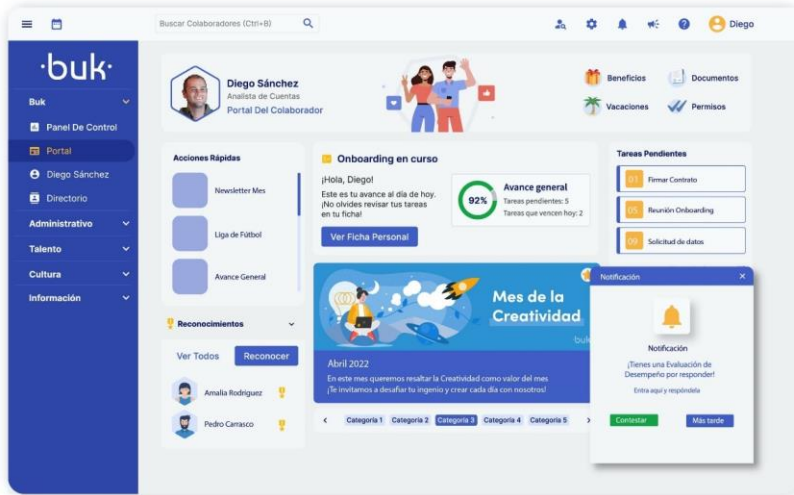 Buscar Colaboradores (Ctrl+B)
Diego
·buk·
Buk
Panel De Control
Portal
Diego Sánchez
Directorio
Administrativo
Talento
Cultura
Información
Diego Sánchez
Analista de Cuentas
Portal Del Colaborador
Beneficios
Documentos
Vacaciones
Permisos
Acciones Rápidas
Newsletter Mes
Liga de Fútbol
Avance General
Reconocimientos
Ver Todos
Reconocer
Amalia Rodriguez
Pedro Carrasco
Onboarding en curso
¡Hola, Diego!
Este es tu avance al día de hoy.
¡No olvides revisar tus tareas
en tu ficha!
Ver Ficha Personal
92%
Avance general
Tareas pendientes: 5
Tareas que vencen hoy: 2
Mes de la
Creatividad
buk
Abril 2022
En este mes queremos resaltar la Creatividad como valor del mes
¡Te invitamos a desafiar tu ingenio y crear cada día con nosotros!
Categoría 1 Categoría 2 Categoría 3 Categoría 4 Categoría 5
Tareas Pendientes
01 Firmar Contrato
05 Reunión Onboarding
09 Solicitud de datos
Notificación
Notificación
¡Tienes una Evaluación de
Desempeño por responder!
Entra aquí y respóndela
Contestar
Más tarde